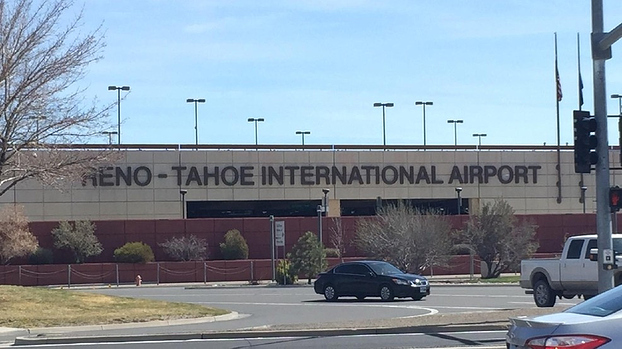 RENO - TAHOE INTERNATIONAL AIRPORT